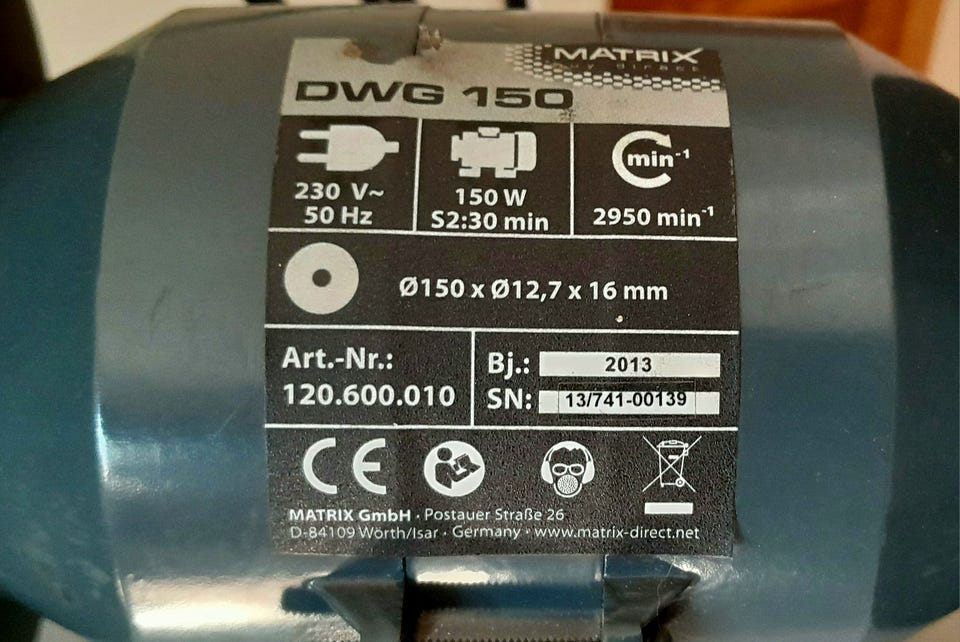 MATRIX
direct
DWG 150
230 V~
50 Hz
150 W
S2:30 min
min⁻¹
2950 min⁻¹
Ø150 x Ø12,7 x 16 mm
Art.-Nr.:
120.600.010
Bj.: 2013
SN: 13/741-00139
CE
MATRIX GmbH · Postauer Straße 26
D-84109 Wörth/Isar · Germany · www.matrix-direct.net